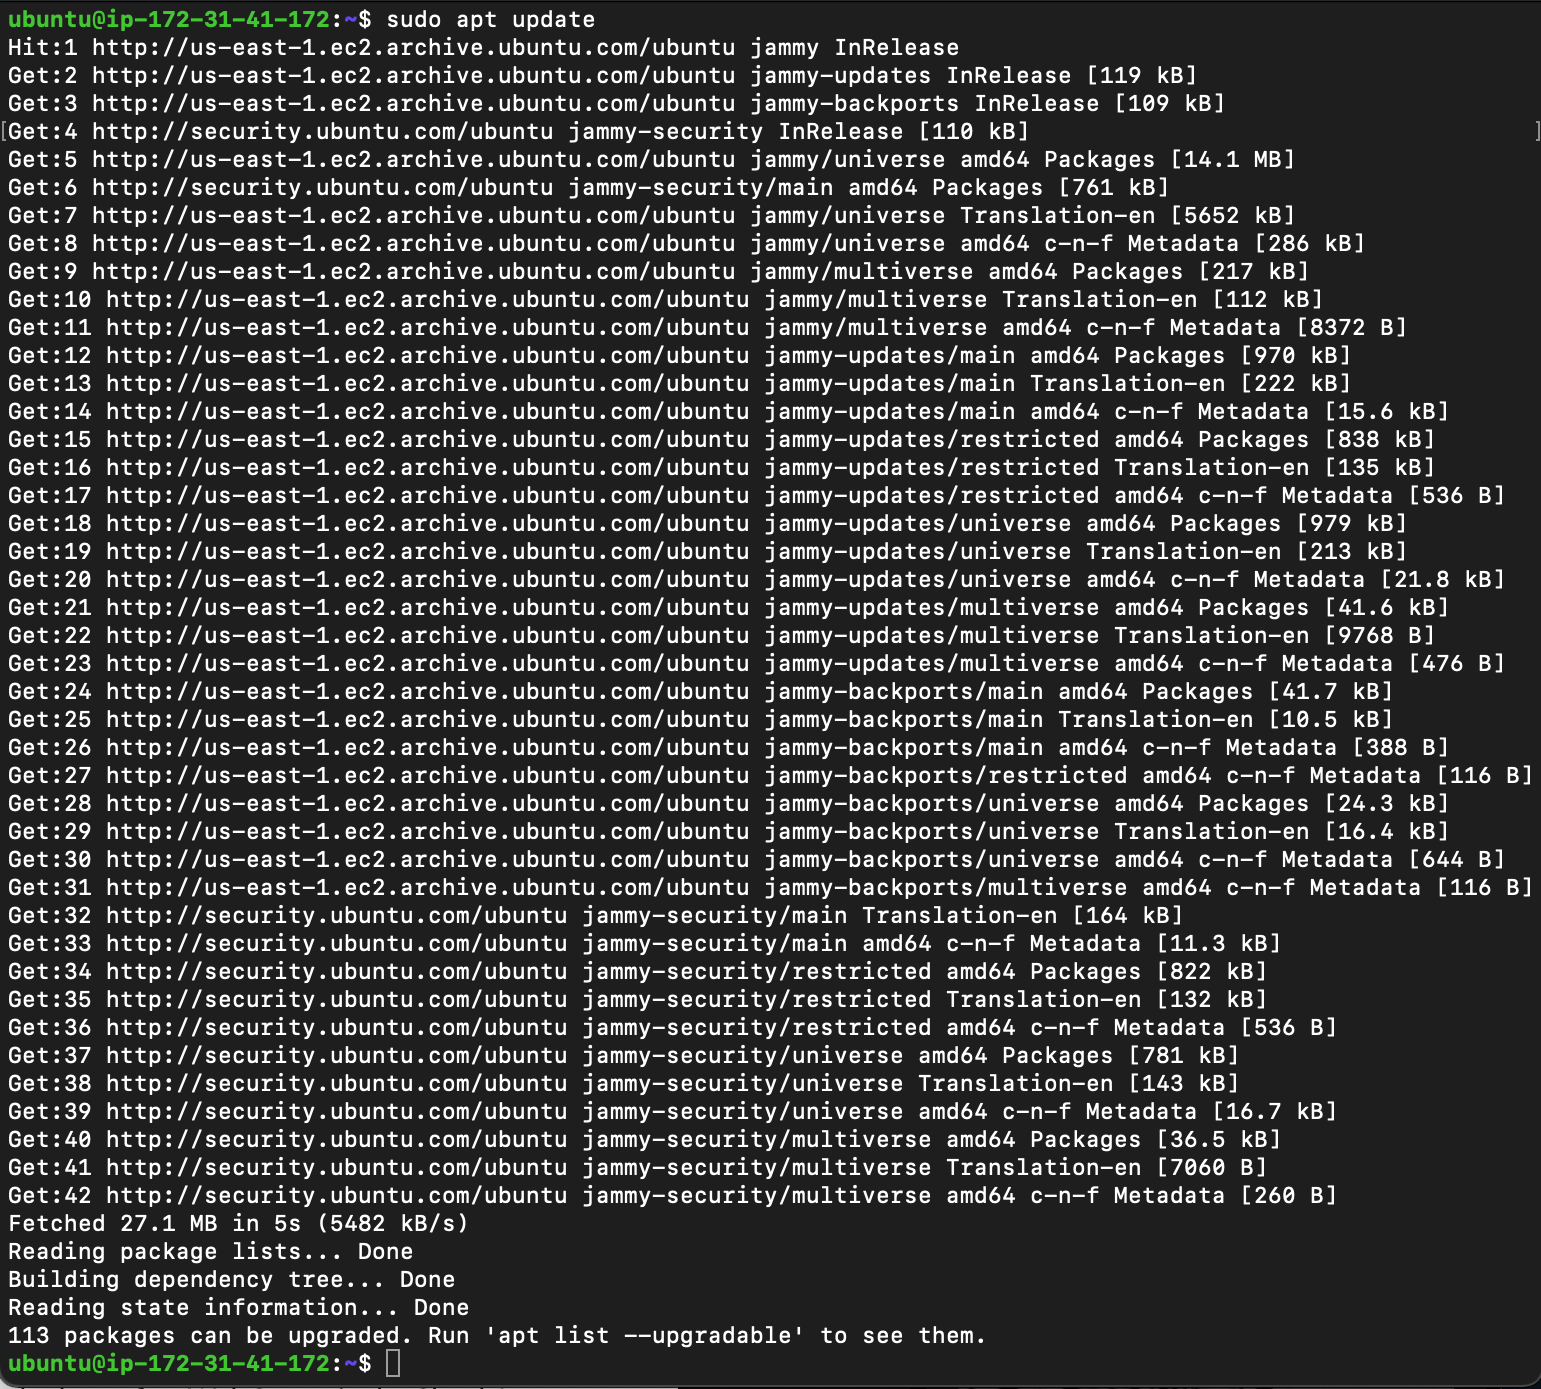 ubuntu@ip-172-31-41-172:~$ sudo apt update
Hit:1 http://us-east-1.ec2.archive.ubuntu.com/ubuntu jammy InRelease
Get:2 http://us-east-1.ec2.archive.ubuntu.com/ubuntu jammy-updates InRelease [119 kB]
Get:3 http://us-east-1.ec2.archive.ubuntu.com/ubuntu jammy-backports InRelease [109 kB]
[Get:4 http://security.ubuntu.com/ubuntu jammy-security InRelease [110 kB] ]
Get:5 http://us-east-1.ec2.archive.ubuntu.com/ubuntu jammy/universe amd64 Packages [14.1 MB]
Get:6 http://security.ubuntu.com/ubuntu jammy-security/main amd64 Packages [761 kB]
Get:7 http://us-east-1.ec2.archive.ubuntu.com/ubuntu jammy/universe Translation-en [5652 kB]
Get:8 http://us-east-1.ec2.archive.ubuntu.com/ubuntu jammy/universe amd64 c-n-f Metadata [286 kB]
Get:9 http://us-east-1.ec2.archive.ubuntu.com/ubuntu jammy/multiverse amd64 Packages [217 kB]
Get:10 http://us-east-1.ec2.archive.ubuntu.com/ubuntu jammy/multiverse Translation-en [112 kB]
Get:11 http://us-east-1.ec2.archive.ubuntu.com/ubuntu jammy/multiverse amd64 c-n-f Metadata [8372 B]
Get:12 http://us-east-1.ec2.archive.ubuntu.com/ubuntu jammy-updates/main amd64 Packages [970 kB]
Get:13 http://us-east-1.ec2.archive.ubuntu.com/ubuntu jammy-updates/main Translation-en [222 kB]
Get:14 http://us-east-1.ec2.archive.ubuntu.com/ubuntu jammy-updates/main amd64 c-n-f Metadata [15.6 kB]
Get:15 http://us-east-1.ec2.archive.ubuntu.com/ubuntu jammy-updates/restricted amd64 Packages [838 kB]
Get:16 http://us-east-1.ec2.archive.ubuntu.com/ubuntu jammy-updates/restricted Translation-en [135 kB]
Get:17 http://us-east-1.ec2.archive.ubuntu.com/ubuntu jammy-updates/restricted amd64 c-n-f Metadata [536 B]
Get:18 http://us-east-1.ec2.archive.ubuntu.com/ubuntu jammy-updates/universe amd64 Packages [979 kB]
Get:19 http://us-east-1.ec2.archive.ubuntu.com/ubuntu jammy-updates/universe Translation-en [213 kB]
Get:20 http://us-east-1.ec2.archive.ubuntu.com/ubuntu jammy-updates/universe amd64 c-n-f Metadata [21.8 kB]
Get:21 http://us-east-1.ec2.archive.ubuntu.com/ubuntu jammy-updates/multiverse amd64 Packages [41.6 kB]
Get:22 http://us-east-1.ec2.archive.ubuntu.com/ubuntu jammy-updates/multiverse Translation-en [9768 B]
Get:23 http://us-east-1.ec2.archive.ubuntu.com/ubuntu jammy-updates/multiverse amd64 c-n-f Metadata [476 B]
Get:24 http://us-east-1.ec2.archive.ubuntu.com/ubuntu jammy-backports/main amd64 Packages [41.7 kB]
Get:25 http://us-east-1.ec2.archive.ubuntu.com/ubuntu jammy-backports/main Translation-en [10.5 kB]
Get:26 http://us-east-1.ec2.archive.ubuntu.com/ubuntu jammy-backports/main amd64 c-n-f Metadata [388 B]
Get:27 http://us-east-1.ec2.archive.ubuntu.com/ubuntu jammy-backports/restricted amd64 c-n-f Metadata [116 B]
Get:28 http://us-east-1.ec2.archive.ubuntu.com/ubuntu jammy-backports/universe amd64 Packages [24.3 kB]
Get:29 http://us-east-1.ec2.archive.ubuntu.com/ubuntu jammy-backports/universe Translation-en [16.4 kB]
Get:30 http://us-east-1.ec2.archive.ubuntu.com/ubuntu jammy-backports/universe amd64 c-n-f Metadata [644 B]
Get:31 http://us-east-1.ec2.archive.ubuntu.com/ubuntu jammy-backports/multiverse amd64 c-n-f Metadata [116 B]
Get:32 http://security.ubuntu.com/ubuntu jammy-security/main Translation-en [164 kB]
Get:33 http://security.ubuntu.com/ubuntu jammy-security/main amd64 c-n-f Metadata [11.3 kB]
Get:34 http://security.ubuntu.com/ubuntu jammy-security/restricted amd64 Packages [822 kB]
Get:35 http://security.ubuntu.com/ubuntu jammy-security/restricted Translation-en [132 kB]
Get:36 http://security.ubuntu.com/ubuntu jammy-security/restricted amd64 c-n-f Metadata [536 B]
Get:37 http://security.ubuntu.com/ubuntu jammy-security/universe amd64 Packages [781 kB]
Get:38 http://security.ubuntu.com/ubuntu jammy-security/universe Translation-en [143 kB]
Get:39 http://security.ubuntu.com/ubuntu jammy-security/universe amd64 c-n-f Metadata [16.7 kB]
Get:40 http://security.ubuntu.com/ubuntu jammy-security/multiverse amd64 Packages [36.5 kB]
Get:41 http://security.ubuntu.com/ubuntu jammy-security/multiverse Translation-en [7060 B]
Get:42 http://security.ubuntu.com/ubuntu jammy-security/multiverse amd64 c-n-f Metadata [260 B]
Fetched 27.1 MB in 5s (5482 kB/s)
Reading package lists... Done
Building dependency tree... Done
Reading state information... Done
113 packages can be upgraded. Run 'apt list --upgradable' to see them.
ubuntu@ip-172-31-41-172:~$